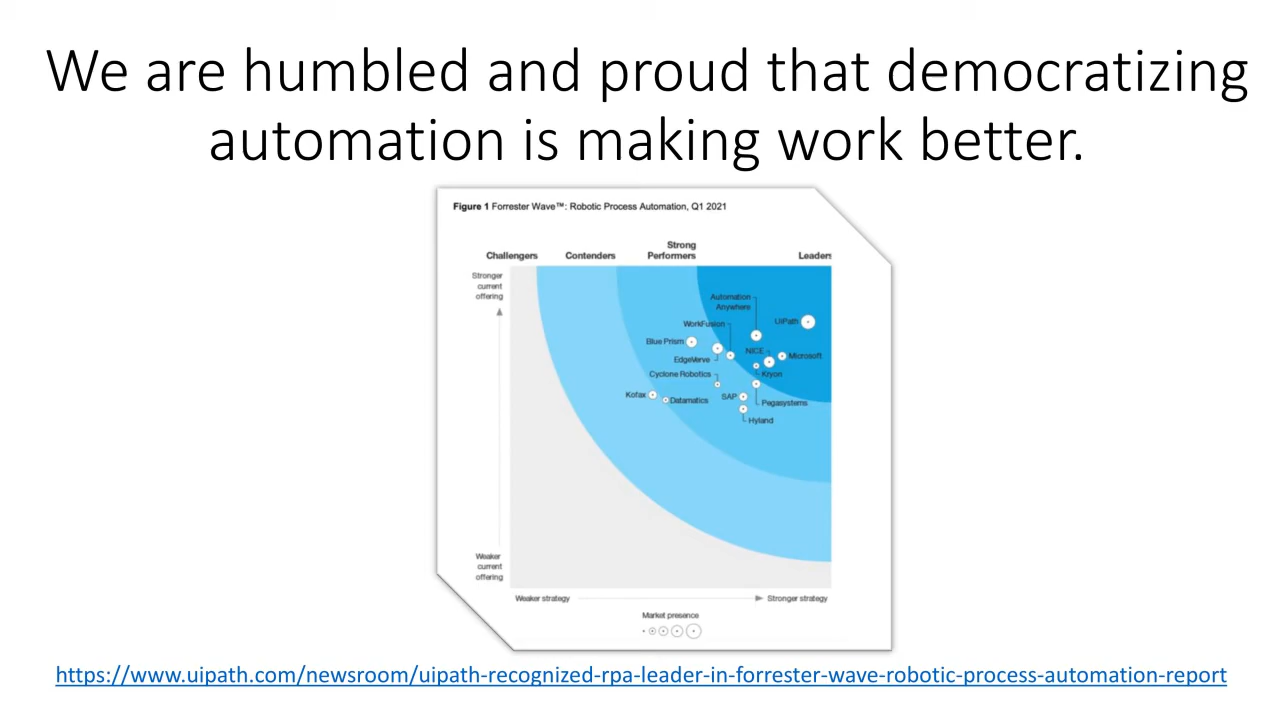 We are humbled and proud that democratizing
automation is making work better.
Figure 1 Forrester Wave™: Robotic Process Automation, Q1 2021
Challengers
Contenders
Strong
Performers
Leaders
Stronger
current
offering
Automation
Anywhere
UiPath
WorkFusion
Blue Prism
NICE
Microsoft
EdgeVerve
Cyclone Robotics
Kryon
Kofax
Datamatics
SAP
Pegasystems
Hyland
Weaker
current
offering
Weaker strategy
Stronger strategy
Market presence
https://www.uipath.com/newsroom/uipath-recognized-rpa-leader-in-forrester-wave-robotic-process-automation-report